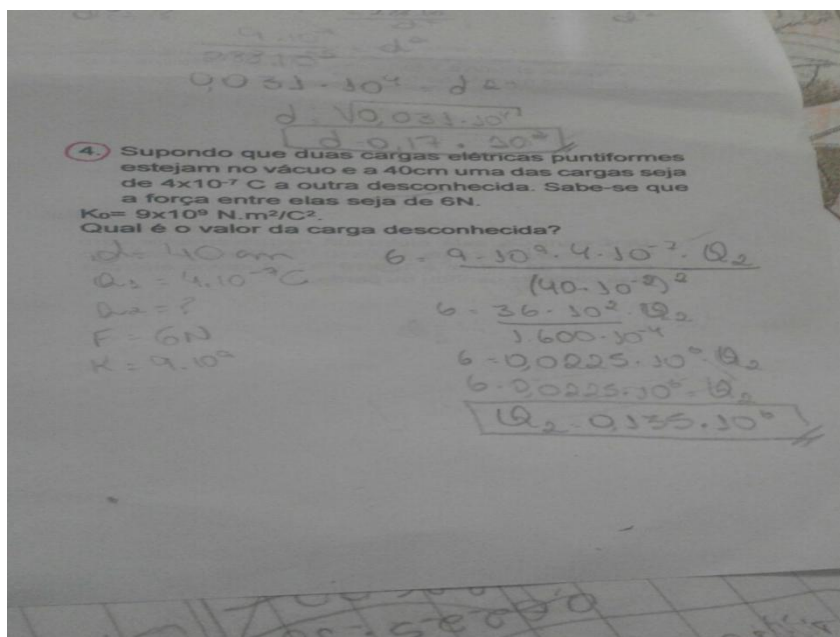 0,031 · 10⁴ = d²
d = √0,031 · 10⁴
d = 0,17 · 10²
4. Supondo que duas cargas elétricas puntiformes
estejam no vácuo e a 40cm uma das cargas seja
de 4x10⁻⁷ C a outra desconhecida. Sabe-se que
a força entre elas seja de 6N.
K₀= 9x10⁹ N.m²/C².
Qual é o valor da carga desconhecida?
d = 40 cm
Q₁ = 4.10⁻⁷C
Q₂ = ?
F = 6N
K = 9.10⁹
6 = 9 · 10⁹ · 4 · 10⁻⁷ · Q₂
(40 · 10⁻²)²
6 = 36 · 10² · Q₂
1.600 · 10⁻⁴
6 = 0,0225 · 10⁶ · Q₂
6 · 0,0225 · 10⁶ = Q₂
Q₂ = 0,135 · 10⁶